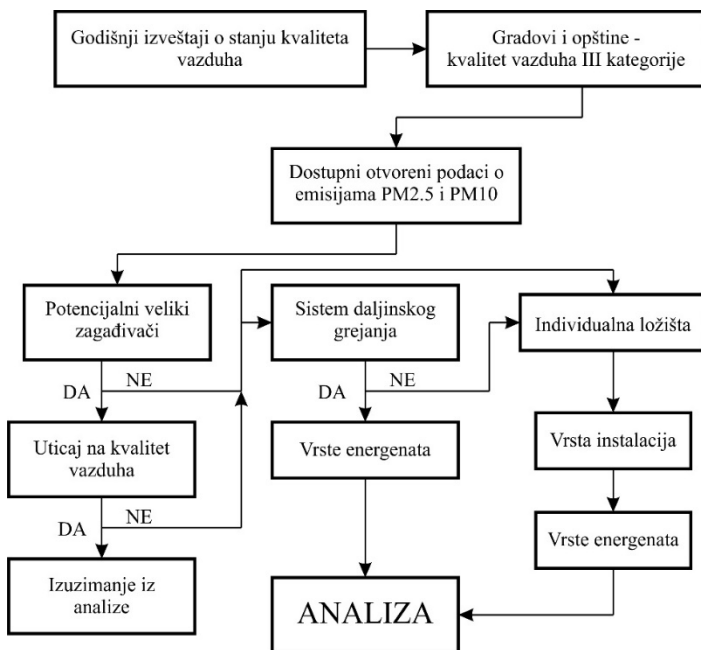 Godišnji izveštaji o stanju kvaliteta
vazduha
Gradovi i opštine -
kvalitet vazduha III kategorije
Dostupni otvoreni podaci o
emisijama PM2.5 i PM10
Potencijalni veliki
zagađivači
Sistem daljinskog
grejanja
Individualna ložišta
DA
NE
DA
NE
Uticaj na kvalitet
vazduha
Vrste energenata
Vrsta instalacija
DA
NE
Vrste energenata
Izuzimanje iz
analize
ANALIZA